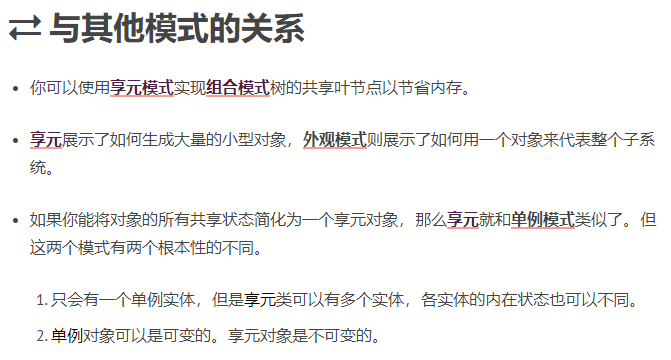 与其他模式的关系
你可以使用享元模式实现组合模式树的共享叶节点以节省内存。
享元展示了如何生成大量的小型对象，外观模式则展示了如何用一个对象来代表整个子系
统。
如果你能将对象的所有共享状态简化为一个享元对象，那么享元就和单例模式类似了。但
这两个模式有两个根本性的不同。
1. 只会有一个单例实体，但是享元类可以有多个实体，各实体的内在状态也可以不同。
2. 单例对象可以是可变的。享元对象是不可变的。